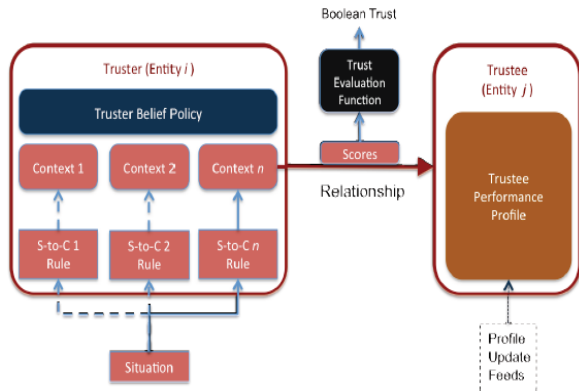 Boolean Trust
Truster (Entity i )
Truster Belief Policy
Context 1
Context 2
Context n
S-to-C 1
Rule
S-to-C 2
Rule
S-to-C n
Rule
Situation
Trust
Evaluation
Function
Scores
Relationship
Trustee
(Entity j )
Trustee
Performance
Profile
Profile
Update
Feeds